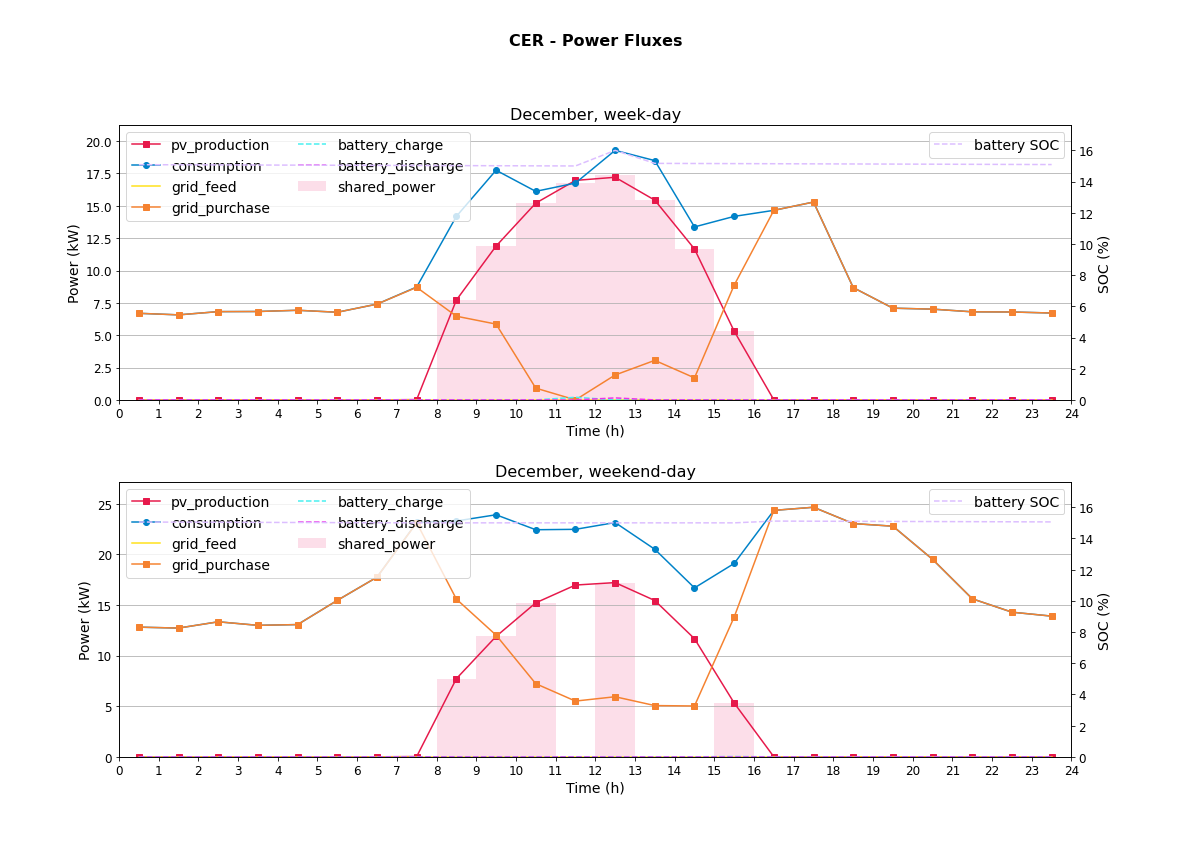 CER - Power Fluxes
December, week-day
pv_production
consumption
grid_feed
grid_purchase
battery_charge
battery_discharge
shared_power
battery SOC
20.0
17.5
15.0
12.5
10.0
7.5
5.0
2.5
0.0
Power (kW)
16
14
12
10
8
6
4
2
0
SOC (%)
0 1 2 3 4 5 6 7 8 9 10 11 12 13 14 15 16 17 18 19 20 21 22 23 24
Time (h)
December, weekend-day
pv_production
consumption
grid_feed
grid_purchase
battery_charge
battery_discharge
shared_power
battery SOC
25
20
15
10
5
0
Power (kW)
16
14
12
10
8
6
4
2
0
SOC (%)
0 1 2 3 4 5 6 7 8 9 10 11 12 13 14 15 16 17 18 19 20 21 22 23 24
Time (h)